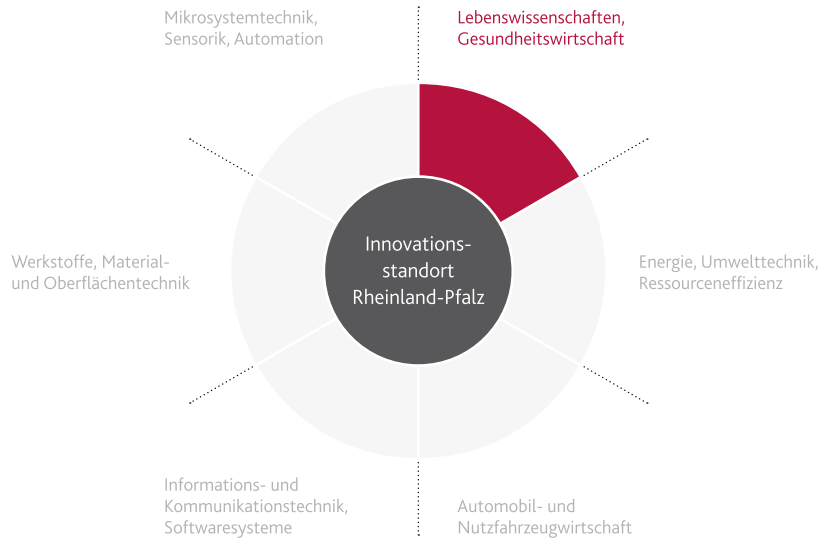 Mikrosystemtechnik,
Sensorik, Automation
Lebenswissenschaften,
Gesundheitswirtschaft
Innovations-
standort
Rheinland-Pfalz
Werkstoffe, Material-
und Oberflächentechnik
Energie, Umwelttechnik,
Ressourceneffizienz
Informations- und
Kommunikationstechnik,
Softwaresysteme
Automobil- und
Nutzfahrzeugwirtschaft